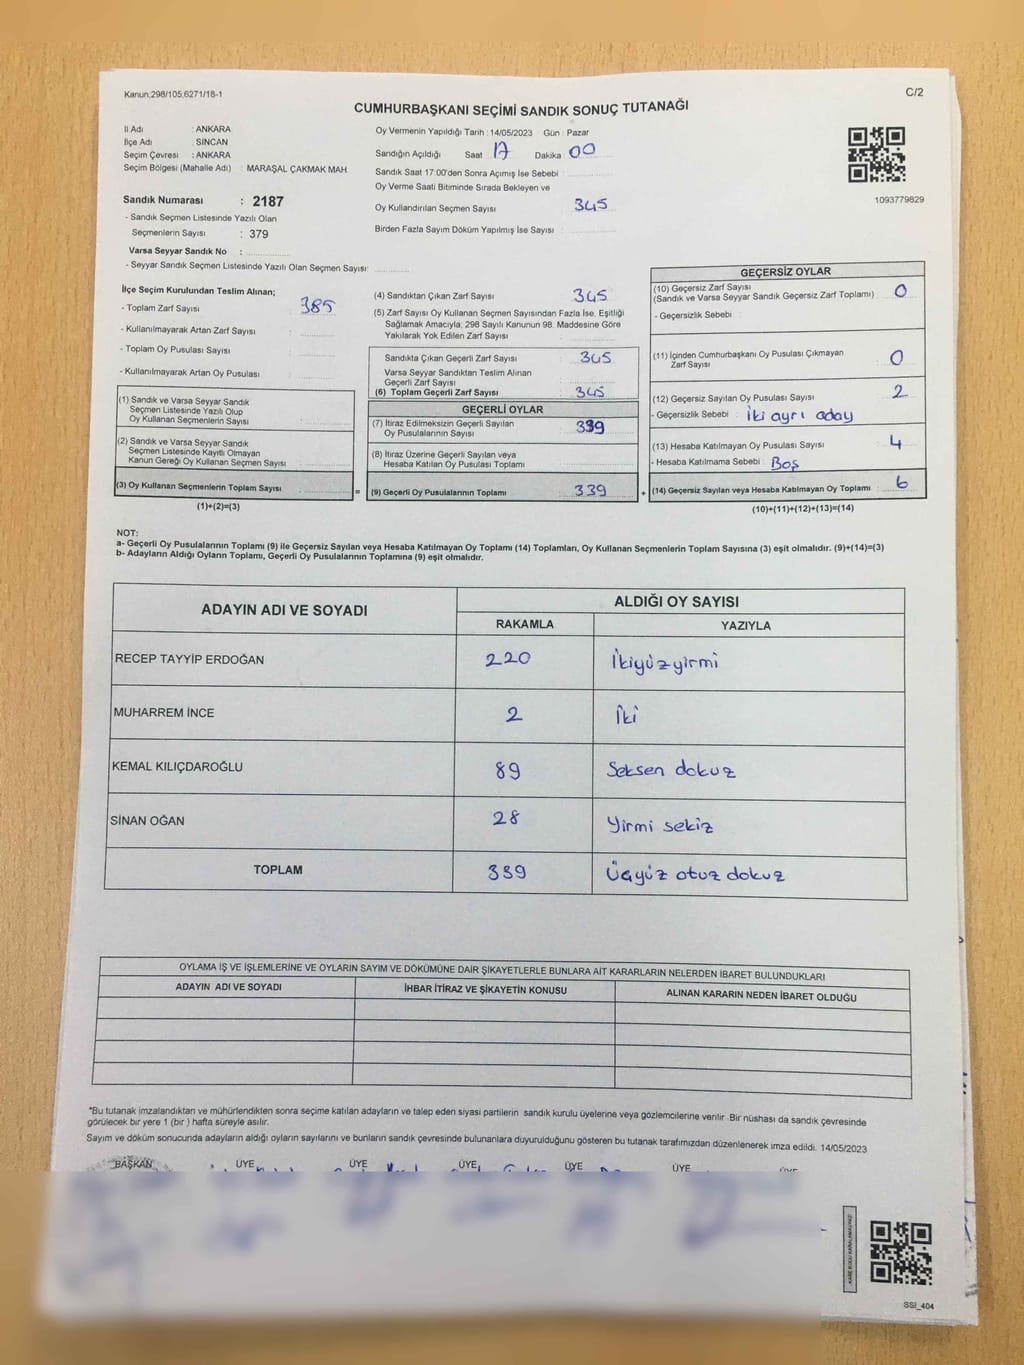 Kanun.298/105,6271/18-1
C/2
CUMHURBAŞKANI SEÇİMİ SANDIK SONUÇ TUTANAĞI
İl Adı : ANKARA
İlçe Adı : SİNCAN
Seçim Çevresi : ANKARA
Seçim Bölgesi (Mahalle Adı) : MARAŞAL ÇAKMAK MAH
Sandık Numarası : 2187
- Sandık Seçmen Listesinde Yazılı Olan
Seçmenlerin Sayısı : 379
Varsa Seyyar Sandık No :
- Seyyar Sandık Seçmen Listesinde Yazılı Olan Seçmen Sayısı:
Oy Vermenin Yapıldığı Tarih : 14/05/2023 Gün : Pazar
Sandığın Açıldığı Saat 17 Dakika 00
Sandık Saat 17:00'den Sonra Açımış İse Sebebi :
Oy Verme Saati Bitiminde Sırada Bekleyen ve
Oy Kullandırılan Seçmen Sayısı 345
Birden Fazla Sayım Döküm Yapılmış İse Sayısı :
1093779829
İlçe Seçim Kurulundan Teslim Alınan;
- Toplam Zarf Sayısı : 385
- Kullanılmayarak Artan Zarf Sayısı :
- Toplam Oy Pusulası Sayısı :
- Kullanılmayarak Artan Oy Pusulası :
(1) Sandık ve Varsa Seyyar Sandık
Seçmen Listesinde Yazılı Olup
Oy Kullanan Seçmenlerin Sayısı :
(2) Sandık ve Varsa Seyyar Sandık
Seçmen Listesinde Kayıtlı Olmayan
Kanun Gereği Oy Kullanan Seçmen Sayısı :
(3) Oy Kullanan Seçmenlerin Toplam Sayısı : =
(1)+(2)=(3)
(4) Sandıktan Çıkan Zarf Sayısı : 345
(5) Zarf Sayısı Oy Kullanan Seçmen Sayısından Fazla İse, Eşitliği
Sağlamak Amacıyla, 298 Sayılı Kanunun 98. Maddesine Göre
Yakılarak Yok Edilen Zarf Sayısı :
Sandıkta Çıkan Geçerli Zarf Sayısı : 345
Varsa Seyyar Sandıktan Teslim Alınan
Geçerli Zarf Sayısı :
(6) Toplam Geçerli Zarf Sayısı : 345
GEÇERLİ OYLAR
(7) İtiraz Edilmeksizin Geçerli Sayılan
Oy Pusulalarının Sayısı : 339
(8) İtiraz Üzerine Geçerli Sayılan veya
Hesaba Katılan Oy Pusulası Toplamı :
(9) Geçerli Oy Pusulalarının Toplamı : 339 +
GEÇERSİZ OYLAR
(10) Geçersiz Zarf Sayısı
(Sandık ve Varsa Seyyar Sandık Geçersiz Zarf Toplamı) : 0
- Geçersizlik Sebebi :
(11) İçinden Cumhurbaşkanı Oy Pusulası Çıkmayan
Zarf Sayısı : 0
(12) Geçersiz Sayılan Oy Pusulası Sayısı : 2
- Geçersizlik Sebebi : İki ayrı aday
(13) Hesaba Katılmayan Oy Pusulası Sayısı : 4
- Hesaba Katılmama Sebebi : Boş
(14) Geçersiz Sayılan veya Hesaba Katılmayan Oy Toplamı : 6
(10)+(11)+(12)+(13)=(14)
NOT:
a- Geçerli Oy Pusulalarının Toplamı (9) ile Geçersiz Sayılan veya Hesaba Katılmayan Oy Toplamı (14) Toplamları, Oy Kullanan Seçmenlerin Toplam Sayısına (3) eşit olmalıdır. (9)+(14)=(3)
b- Adayların Aldığı Oyların Toplamı, Geçerli Oy Pusulalarının Toplamına (9) eşit olmalıdır.
ADAYIN ADI VE SOYADI ALDIĞI OY SAYISI
RAKAMLA YAZIYLA
RECEP TAYYİP ERDOĞAN 220 İkiyüzyirmi
MUHARREM İNCE 2 İki
KEMAL KILIÇDAROĞLU 89 Seksen dokuz
SİNAN OĞAN 28 Yirmi sekiz
TOPLAM 339 Üçyüz otuz dokuz
OYLAMA İŞ VE İŞLEMLERİNE VE OYLARIN SAYIM VE DÖKÜMÜNE DAİR ŞİKAYETLERLE BUNLARA AİT KARARLARIN NELERDEN İBARET BULUNDUKLARI
ADAYIN ADI VE SOYADI İHBAR İTİRAZ VE ŞİKAYETİN KONUSU ALINAN KARARIN NEDEN İBARET OLDUĞU
*Bu tutanak imzalandıktan ve mühürlendikten sonra seçime katılan adayların ve talep eden siyasi partilerin sandık kurulu üyelerine veya gözlemcilerine verilir. Bir nüshası da sandık çevresinde
görülecek bir yere 1 (bir ) hafta süreyle asılır.
Sayım ve döküm sonucunda adayların aldığı oyların sayılarını ve bunların sandık çevresinde bulunanlara duyurulduğunu gösteren bu tutanak tarafımızdan düzenlenerek imza edildi. 14/05/2023
BAŞKAN ÜYE ÜYE ÜYE ÜYE ÜYE
SSI_404